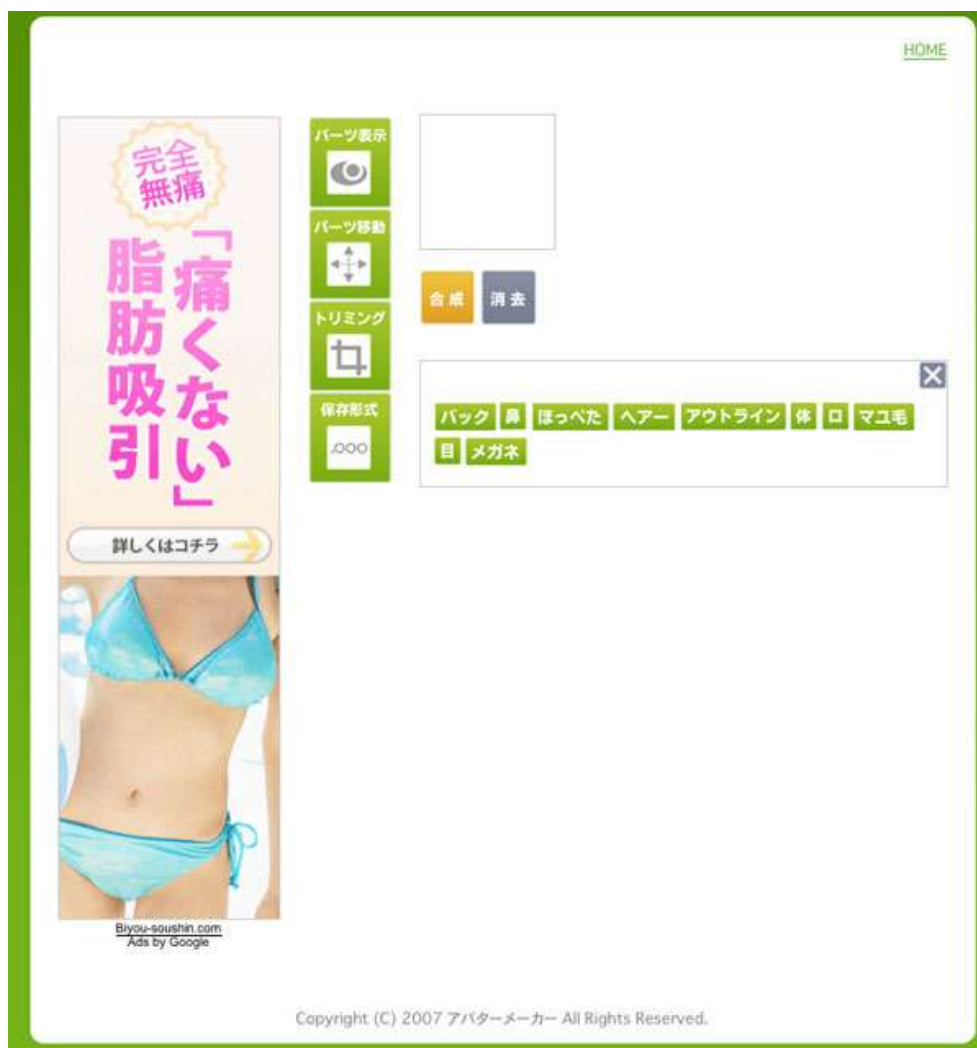 HOME
完全
無痛
「痛くない」
脂肪吸引
詳しくはコチラ
Biyou-soushin.com
Ads by Google
パーツ表示
パーツ移動
トリミング
保存形式
.000
合成 消去
バック 鼻 ほっぺた ヘアー アウトライン 体 口 マユ毛
目 メガネ
Copyright (C) 2007 アバターメーカー All Rights Reserved.